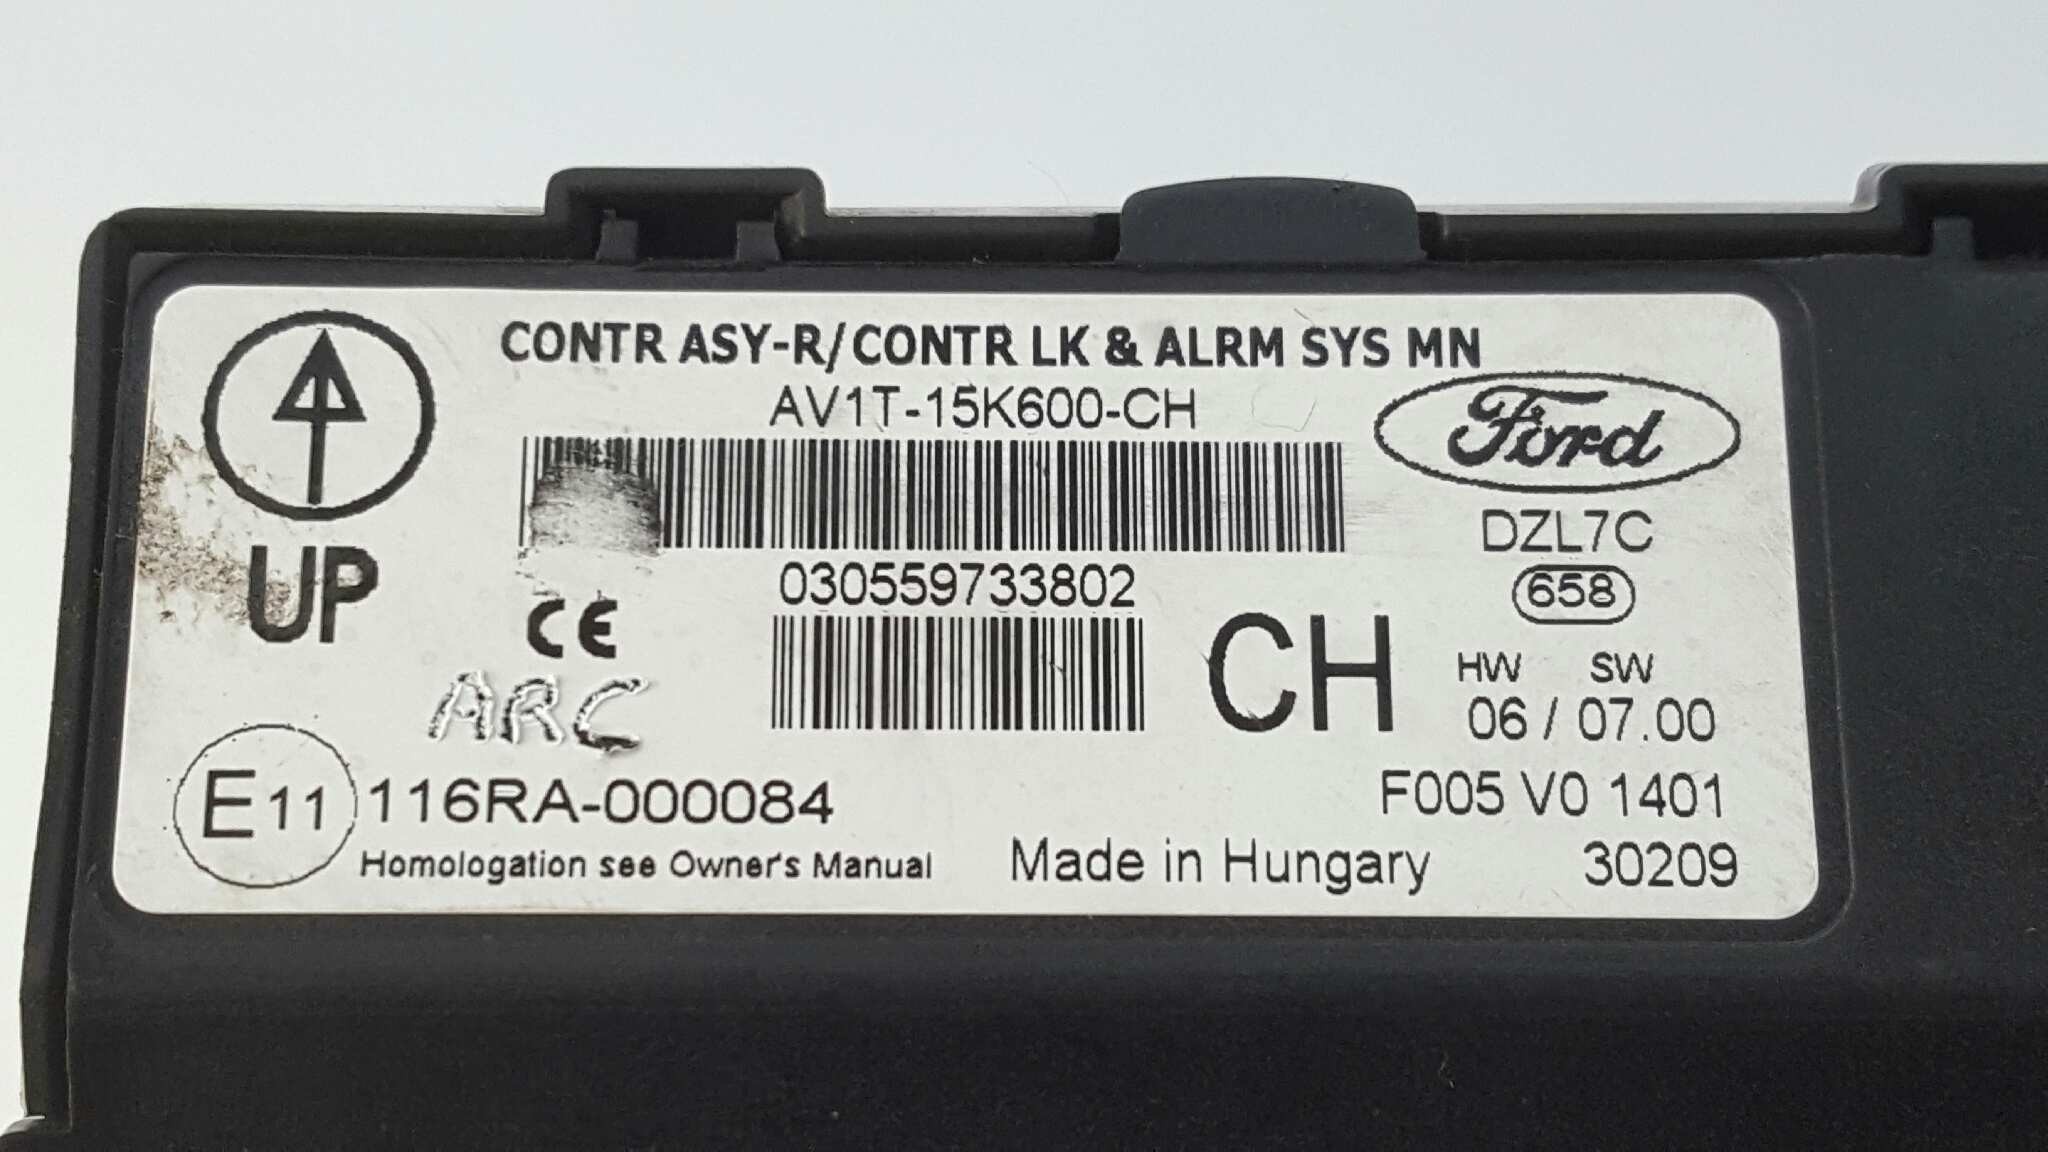 CONTR ASY-R/CONTR LK & ALRM SYS MN
AV1T-15K600-CH
Ford
DZL7C
UP
030559733802
658
CE
CH
HW SW
ARC
06 / 07.00
E11 116RA-000084
F005 V0 1401
Homologation see Owner's Manual
Made in Hungary
30209